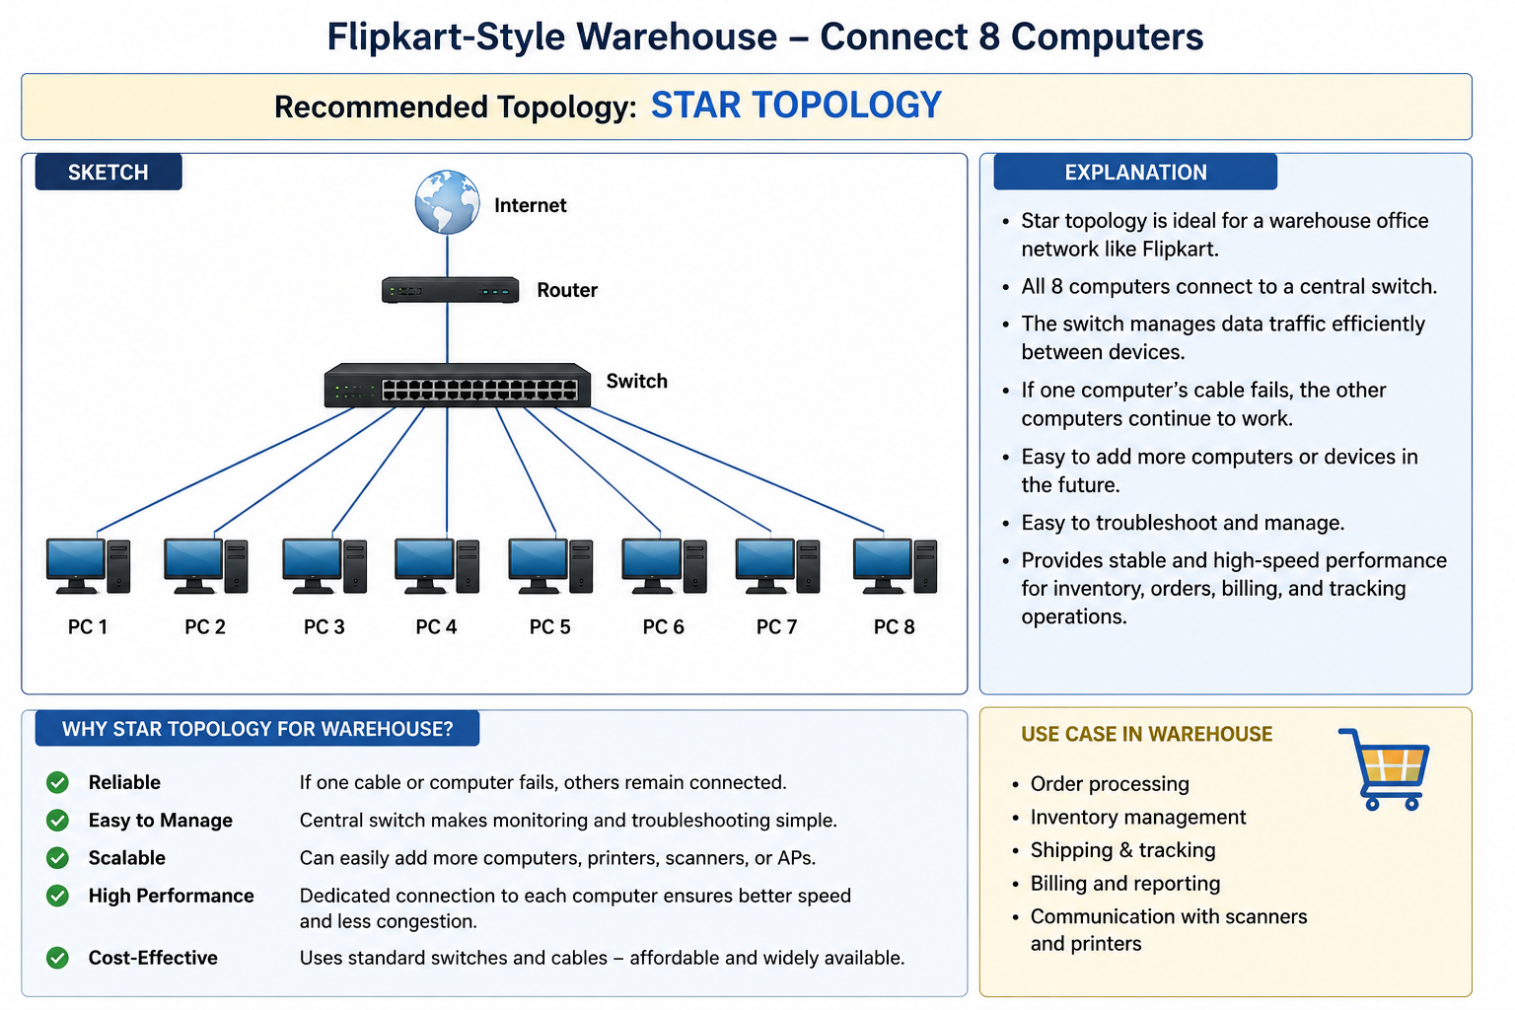 Flipkart-Style Warehouse – Connect 8 Computers
Recommended Topology: STAR TOPOLOGY
SKETCH
Internet
Router
Switch
PC 1
PC 2
PC 3
PC 4
PC 5
PC 6
PC 7
PC 8
EXPLANATION
• Star topology is ideal for a warehouse office
network like Flipkart.
• All 8 computers connect to a central switch.
• The switch manages data traffic efficiently
between devices.
• If one computer’s cable fails, the other
computers continue to work.
• Easy to add more computers or devices in
the future.
• Easy to troubleshoot and manage.
• Provides stable and high-speed performance
for inventory, orders, billing, and tracking
operations.
WHY STAR TOPOLOGY FOR WAREHOUSE?
Reliable If one cable or computer fails, others remain connected.
Easy to Manage Central switch makes monitoring and troubleshooting simple.
Scalable Can easily add more computers, printers, scanners, or APs.
High Performance Dedicated connection to each computer ensures better speed
and less congestion.
Cost-Effective Uses standard switches and cables – affordable and widely available.
USE CASE IN WAREHOUSE
• Order processing
• Inventory management
• Shipping & tracking
• Billing and reporting
• Communication with scanners
and printers